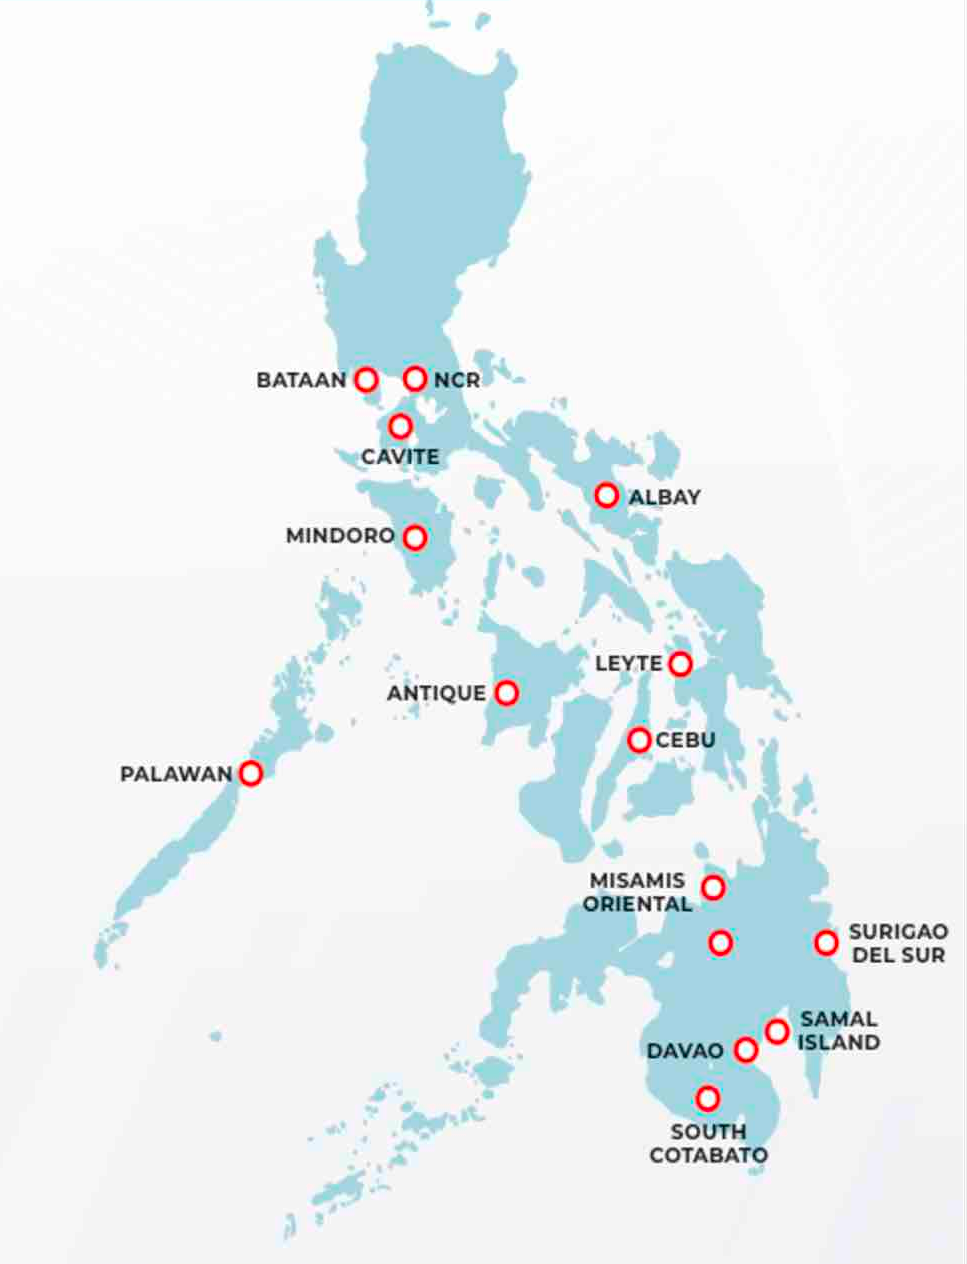 BATAAN
NCR
CAVITE
ALBAY
MINDORO
LEYTE
ANTIQUE
CEBU
PALAWAN
MISAMIS
ORIENTAL
SURIGAO
DEL SUR
SAMAL
ISLAND
DAVAO
SOUTH
COTABATO